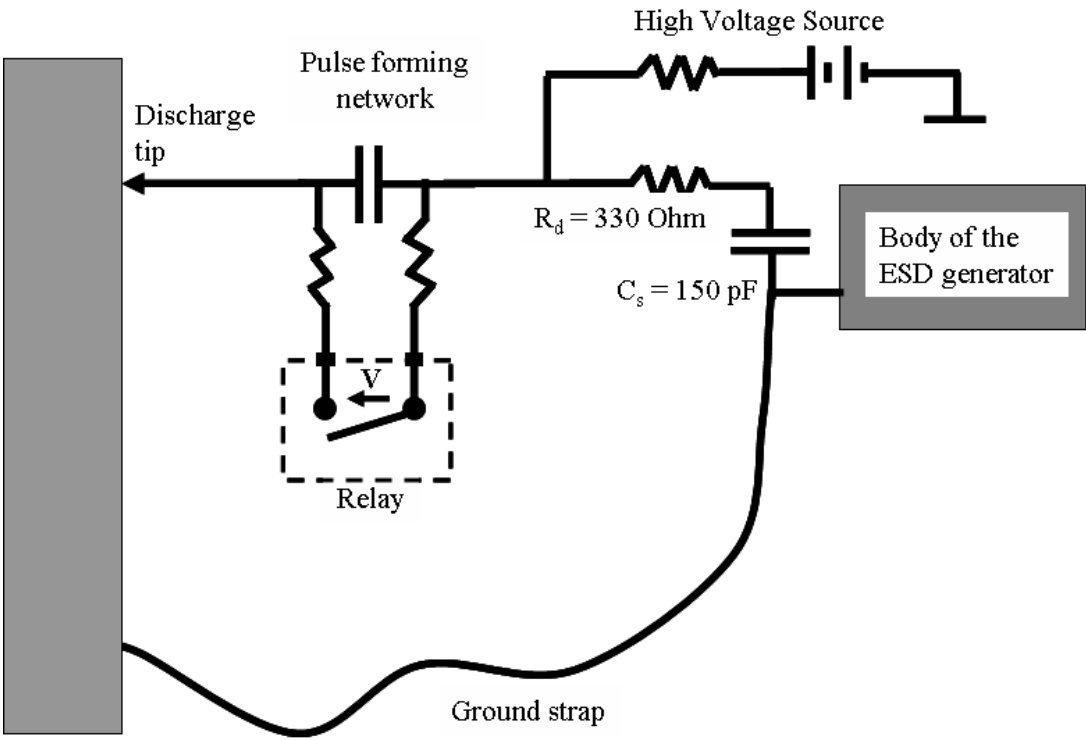 High Voltage Source
Pulse forming
network
Discharge
tip
R_d = 330 Ohm
Body of the
ESD generator
C_s = 150 pF
V
Relay
Ground strap